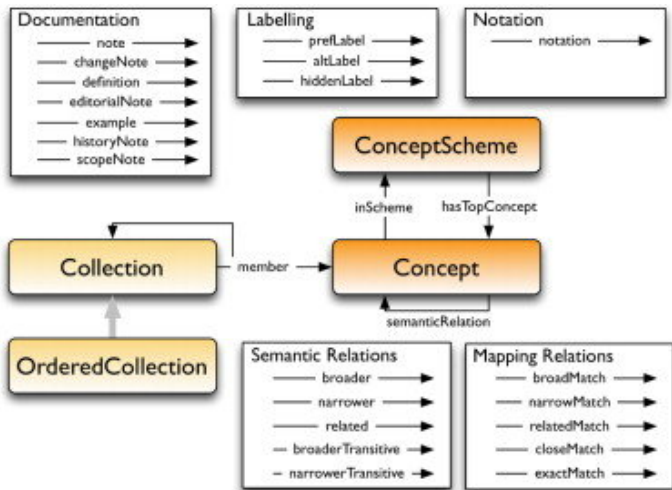 Documentation
note
changeNote
definition
editorialNote
example
historyNote
scopeNote
Labelling
prefLabel
altLabel
hiddenLabel
Notation
notation
ConceptScheme
inScheme
hasTopConcept
Collection
member
Concept
semanticRelation
OrderedCollection
Semantic Relations
broader
narrower
related
broaderTransitive
narrowerTransitive
Mapping Relations
broadMatch
narrowMatch
relatedMatch
closeMatch
exactMatch